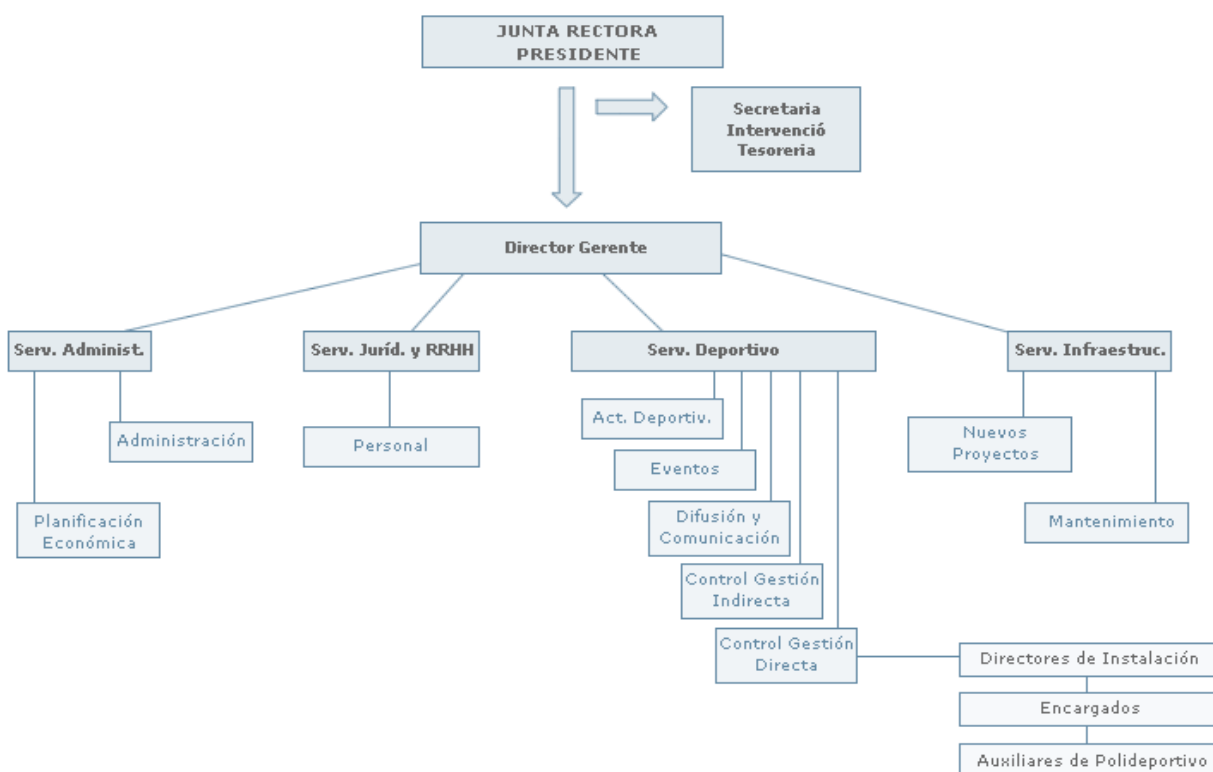 JUNTA RECTORA
PRESIDENTE
Secretaria
Intervenció
Tesoreria
Director Gerente
Serv. Administ.
Serv. Juríd. y RRHH
Serv. Deportivo
Serv. Infraestruc.
Administración
Planificación
Económica
Personal
Act. Deportiv.
Eventos
Difusión y
Comunicación
Control Gestión
Indirecta
Control Gestión
Directa
Nuevos
Proyectos
Mantenimiento
Directores de Instalación
Encargados
Auxiliares de Polideportivo